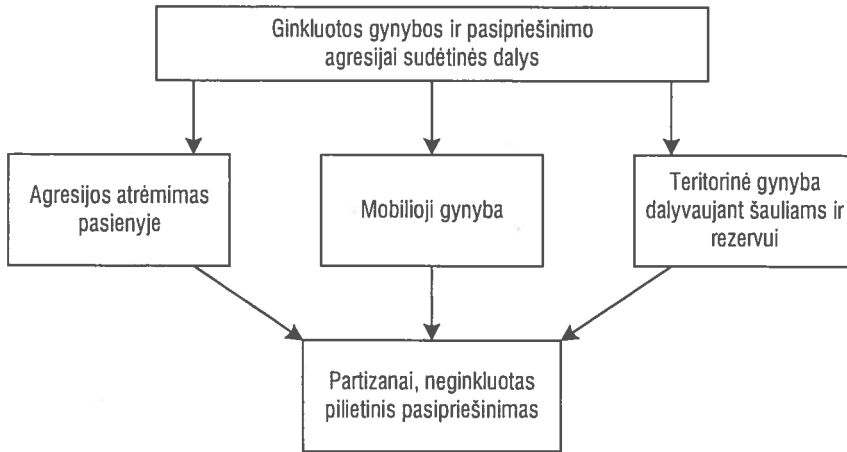 Ginkluotos gynybos ir pasipriešinimo
agresijai sudėtinės dalys
Agresijos atrėmimas
pasienyje
Mobilioji gynyba
Teritorinė gynyba
dalyvaujant šauliams ir
rezervui
Partizanai, neginkluotas
pilietinis pasipriešinimas